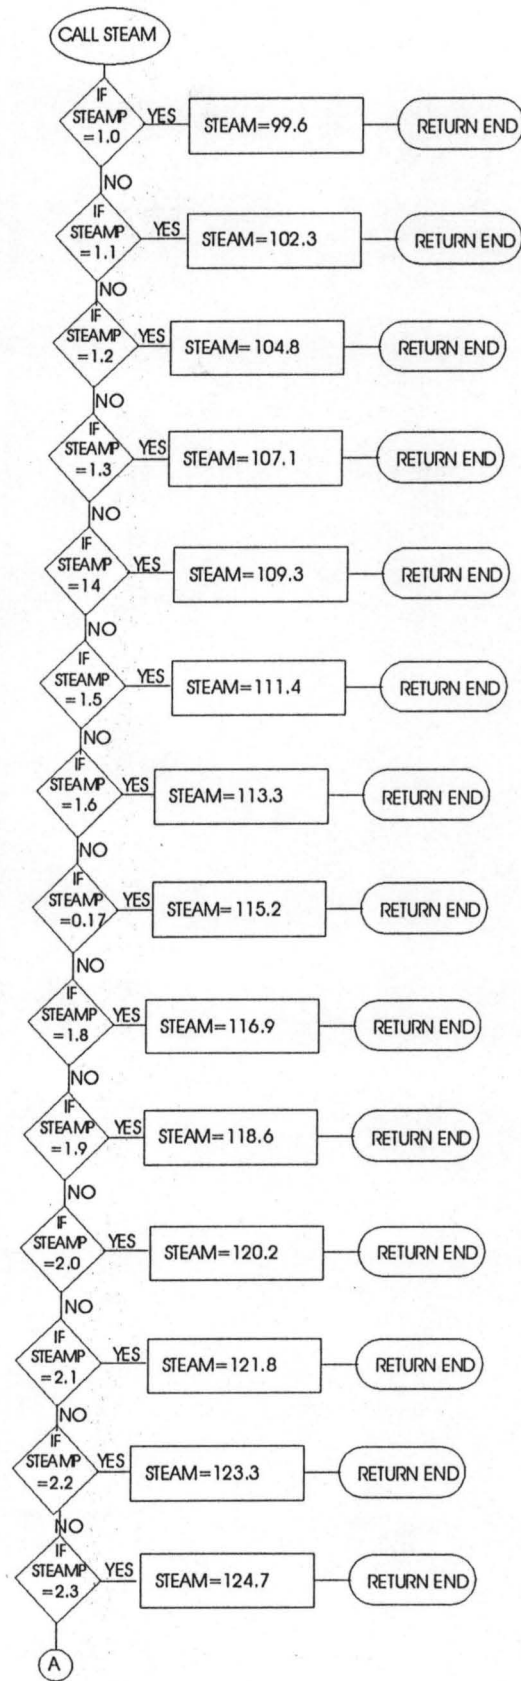 CALL STEAM
IF
STEAMP
=1.0
YES
STEAM=99.6
RETURN END
NO
IF
STEAMP
=1.1
YES
STEAM=102.3
RETURN END
NO
IF
STEAMP
=1.2
YES
STEAM=104.8
RETURN END
NO
IF
STEAMP
=1.3
YES
STEAM=107.1
RETURN END
NO
IF
STEAMP
=14
YES
STEAM=109.3
RETURN END
NO
IF
STEAMP
=1.5
YES
STEAM=111.4
RETURN END
NO
IF
STEAMP
=1.6
YES
STEAM=113.3
RETURN END
NO
IF
STEAMP
=0.17
YES
STEAM=115.2
RETURN END
NO
IF
STEAMP
=1.8
YES
STEAM=116.9
RETURN END
NO
IF
STEAMP
=1.9
YES
STEAM=118.6
RETURN END
NO
IF
STEAMP
=2.0
YES
STEAM=120.2
RETURN END
NO
IF
STEAMP
=2.1
YES
STEAM=121.8
RETURN END
NO
IF
STEAMP
=2.2
YES
STEAM=123.3
RETURN END
NO
IF
STEAMP
=2.3
YES
STEAM=124.7
RETURN END
A